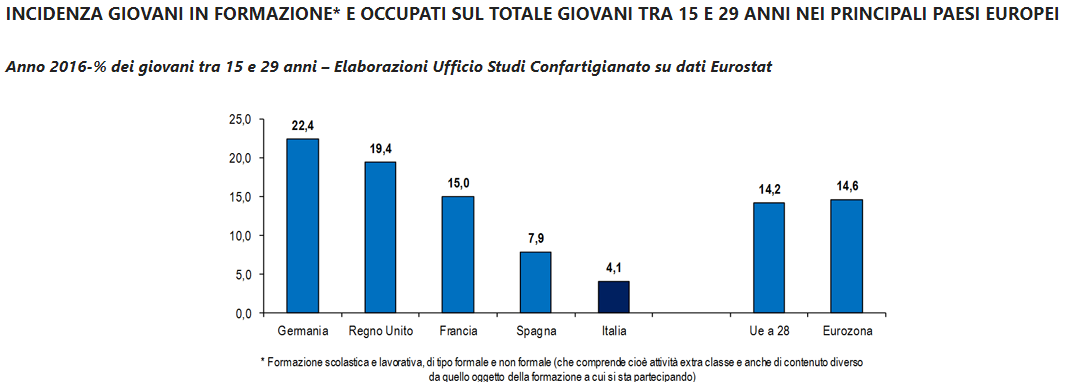 INCIDENZA GIOVANI IN FORMAZIONE* E OCCUPATI SUL TOTALE GIOVANI TRA 15 E 29 ANNI NEI PRINCIPALI PAESI EUROPEI
Anno 2016-% dei giovani tra 15 e 29 anni – Elaborazioni Ufficio Studi Confartigianato su dati Eurostat
25,0
20,0
15,0
10,0
5,0
0,0
22,4
19,4
15,0
7,9
4,1
14,2
14,6
Germania
Regno Unito
Francia
Spagna
Italia
Ue a 28
Eurozona
* Formazione scolastica e lavorativa, di tipo formale e non formale (che comprende cioè attività extra classe e anche di contenuto diverso
da quello oggetto della formazione a cui si sta partecipando)